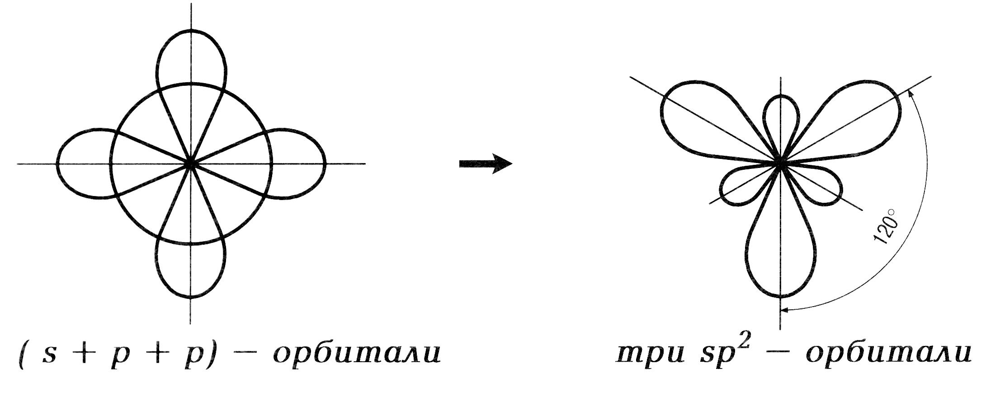 120°
( s + p + p) – орбитали
три sp² – орбитали